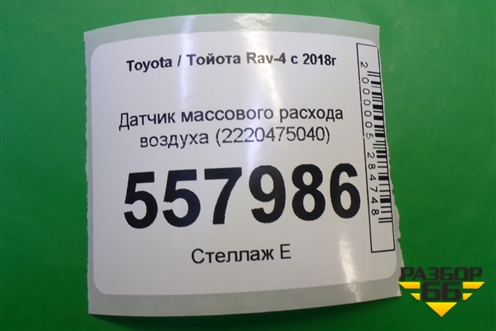 Toyota / Тойота Rav-4 с 2018г
Датчик массового расхода
воздуха (2220475040)
557986
Стеллаж Е
2000005284748
РАЗБОР
66